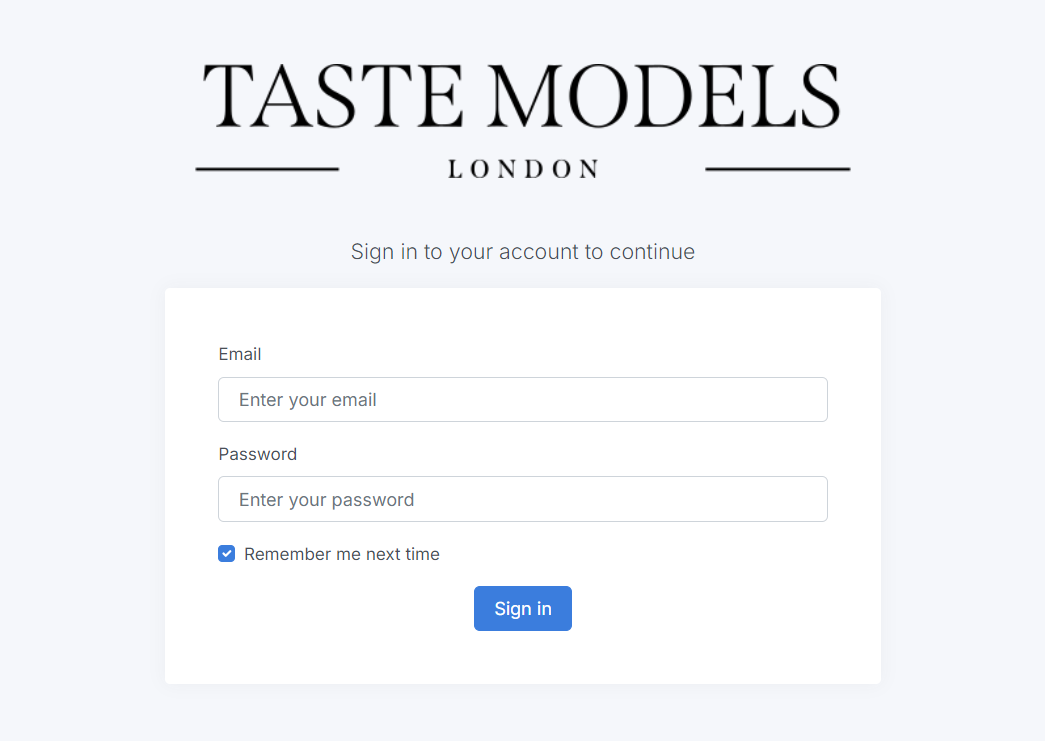 TASTE MODELS
LONDON
Sign in to your account to continue
Email
Enter your email
Password
Enter your password
Remember me next time
Sign in